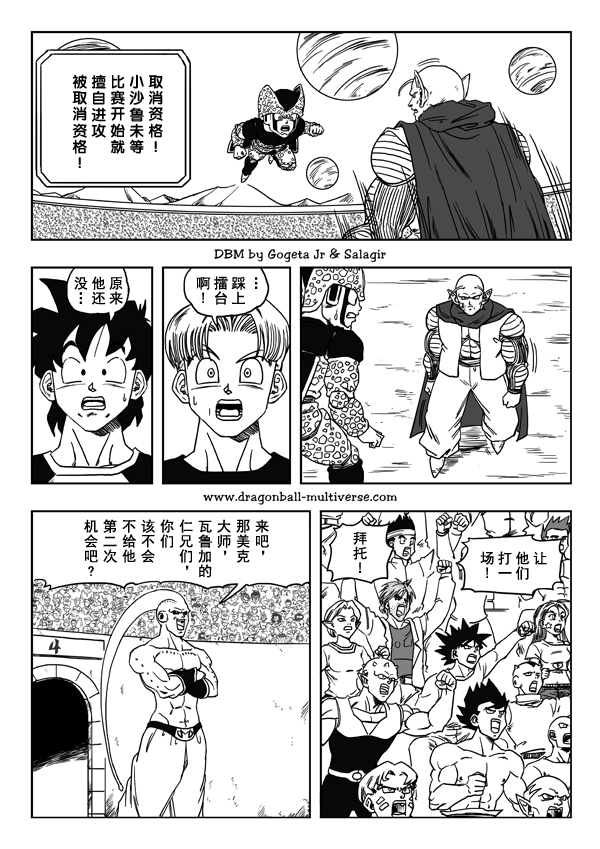 取消资格！
小沙鲁未等
比赛开始就
擅自进攻
被取消资格！
DBM by Gogeta Jr & Salagir
原来
他还
没…
…踩上
擂台
啊！
www.dragonball-multiverse.com
来吧，
那美克
大师，
瓦鲁加的
仁兄们，
你们
该不会
不给他
第二次
机会吧？
4
拜托！
让
他们
打一
场！